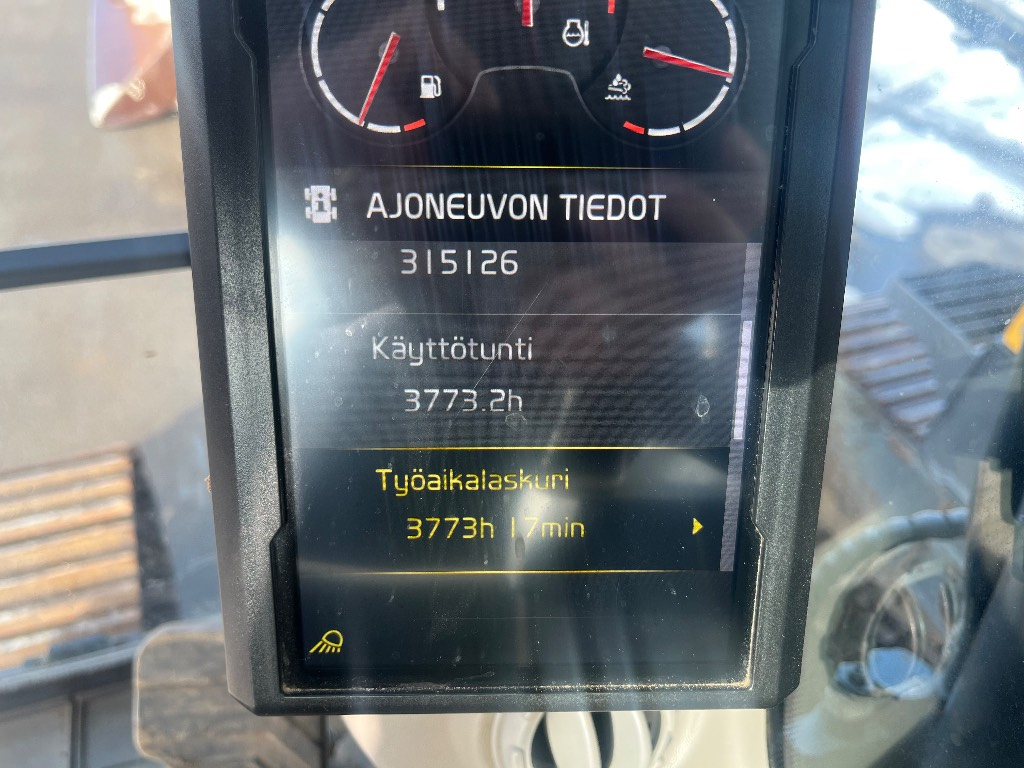 AJONEUVON TIEDOT
315126
Käyttötunti
3773.2h
Työaikalaskuri
3773h 17min